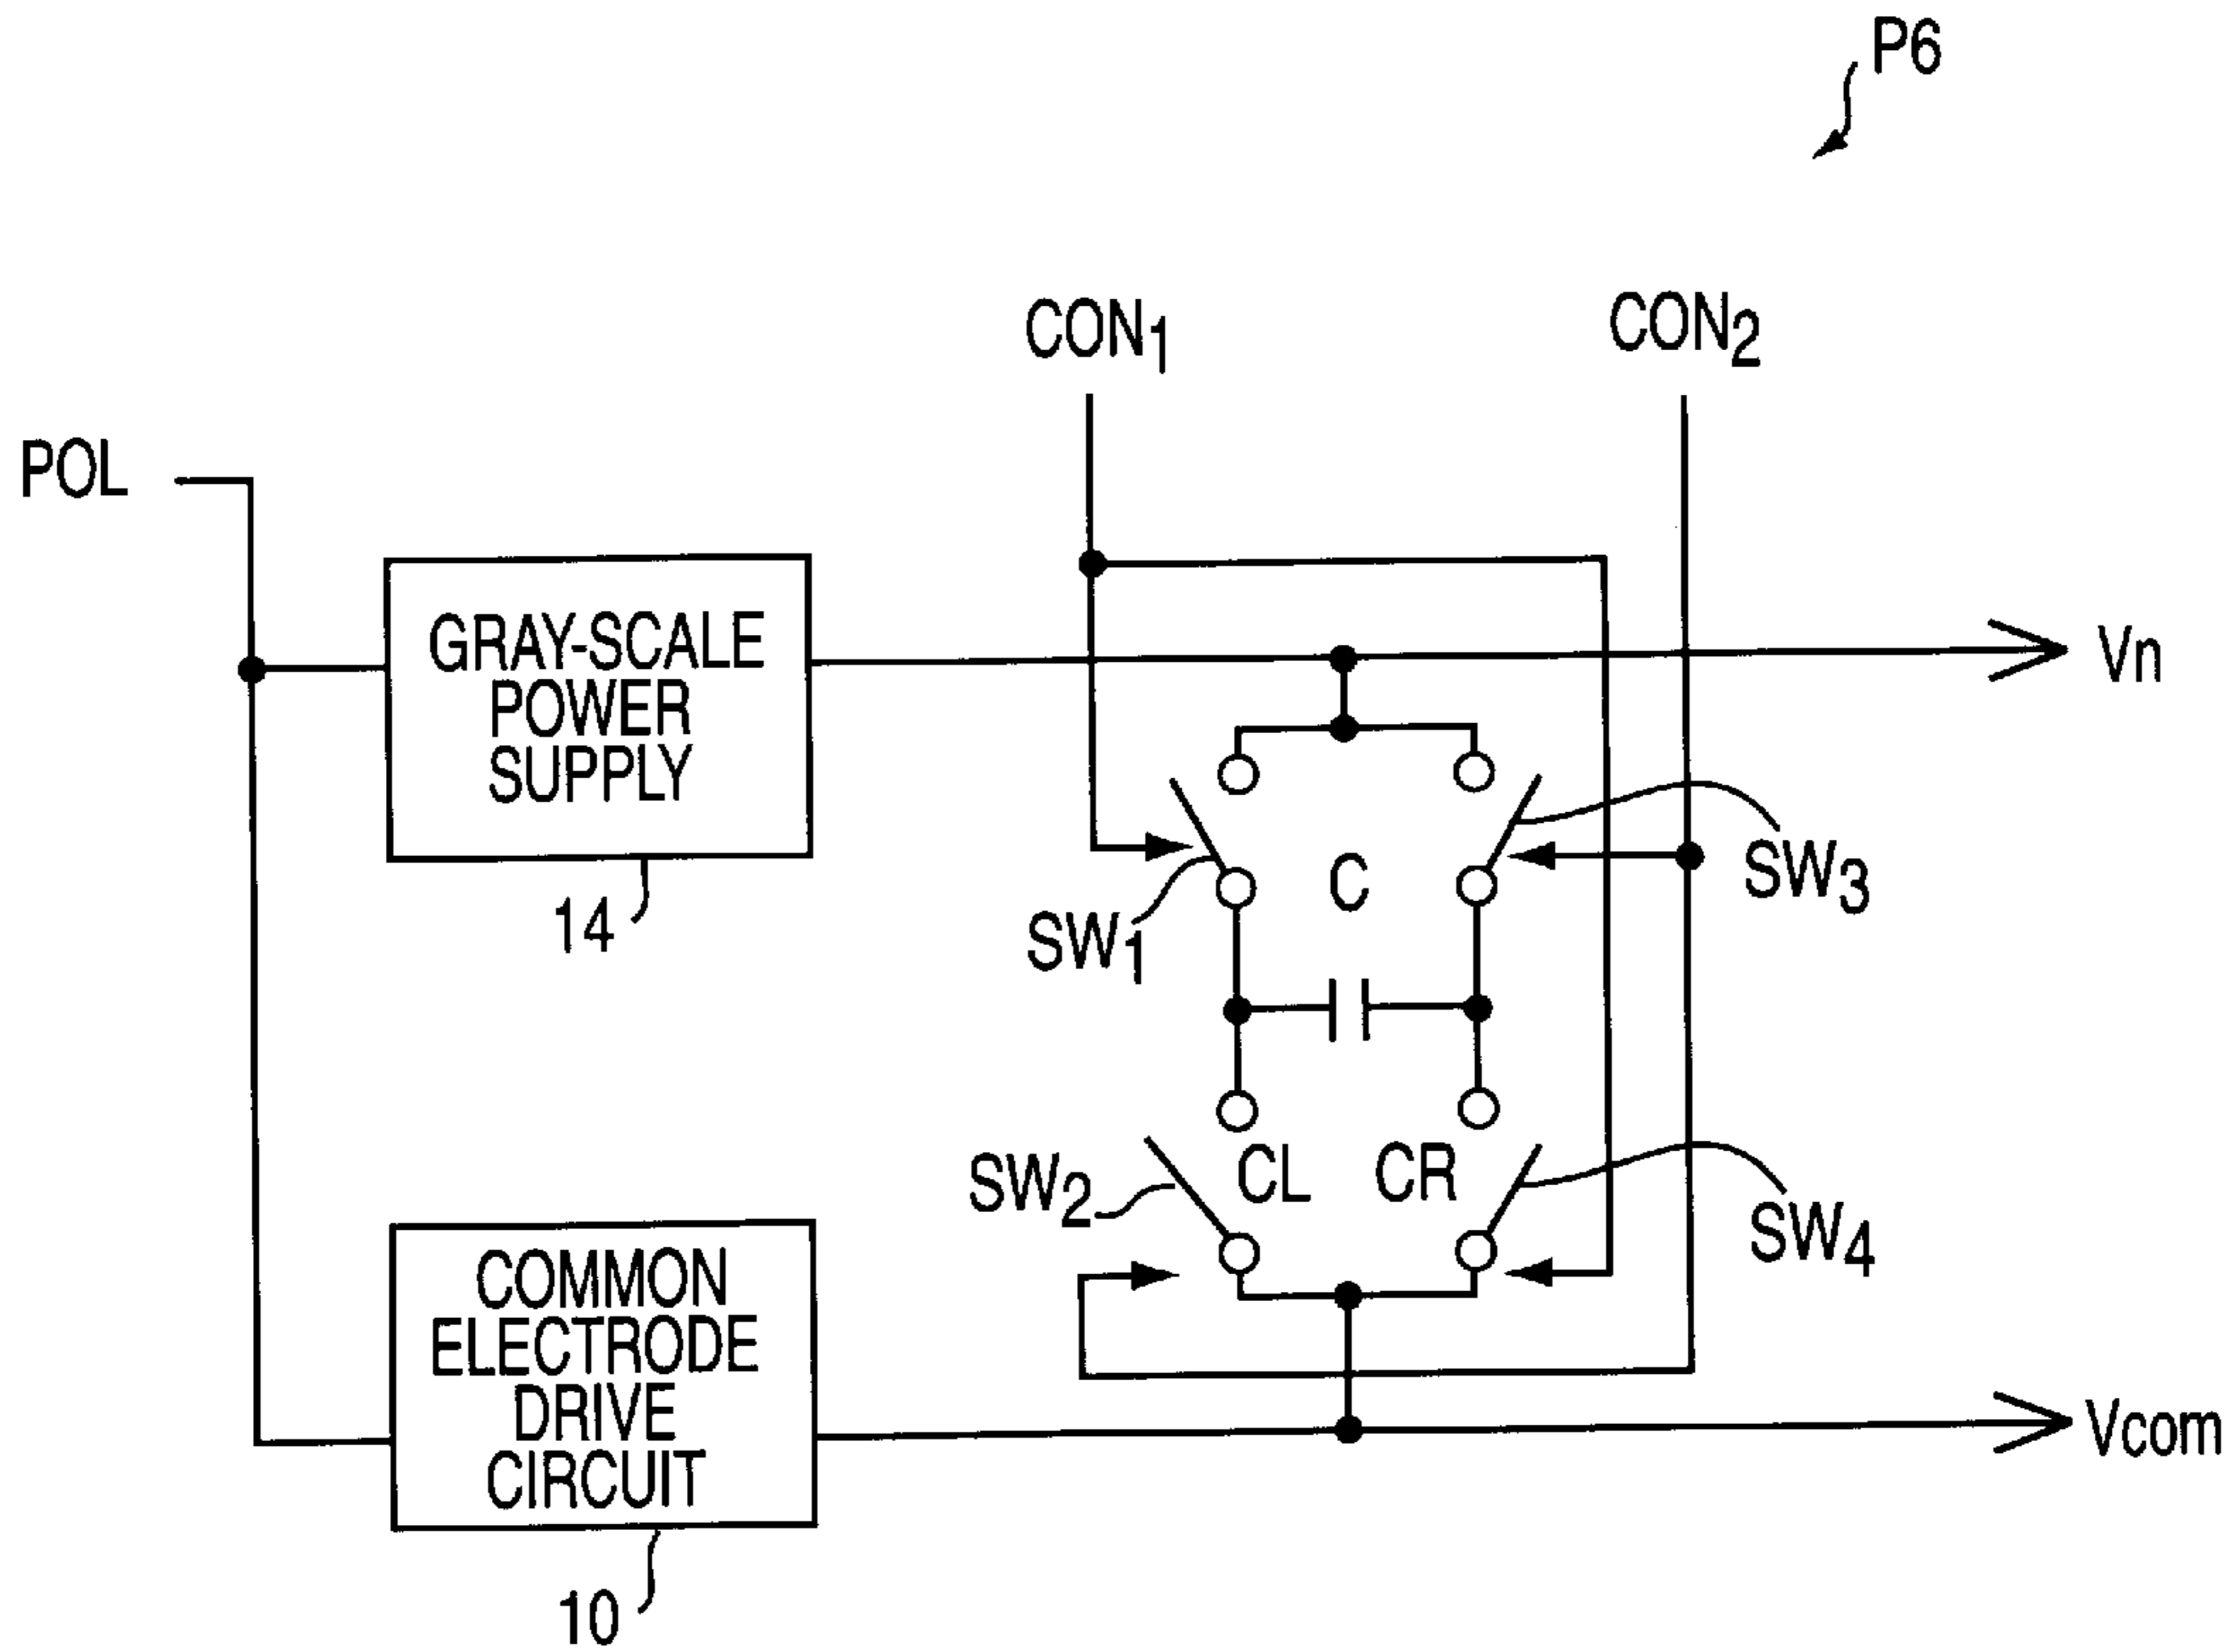 P6
CON1
CON2
POL
GRAY-SCALE
POWER
SUPPLY
Vn
14
SW1
C
SW3
SW2
CL
CR
SW4
COMMON
ELECTRODE
DRIVE
CIRCUIT
Vcom
10